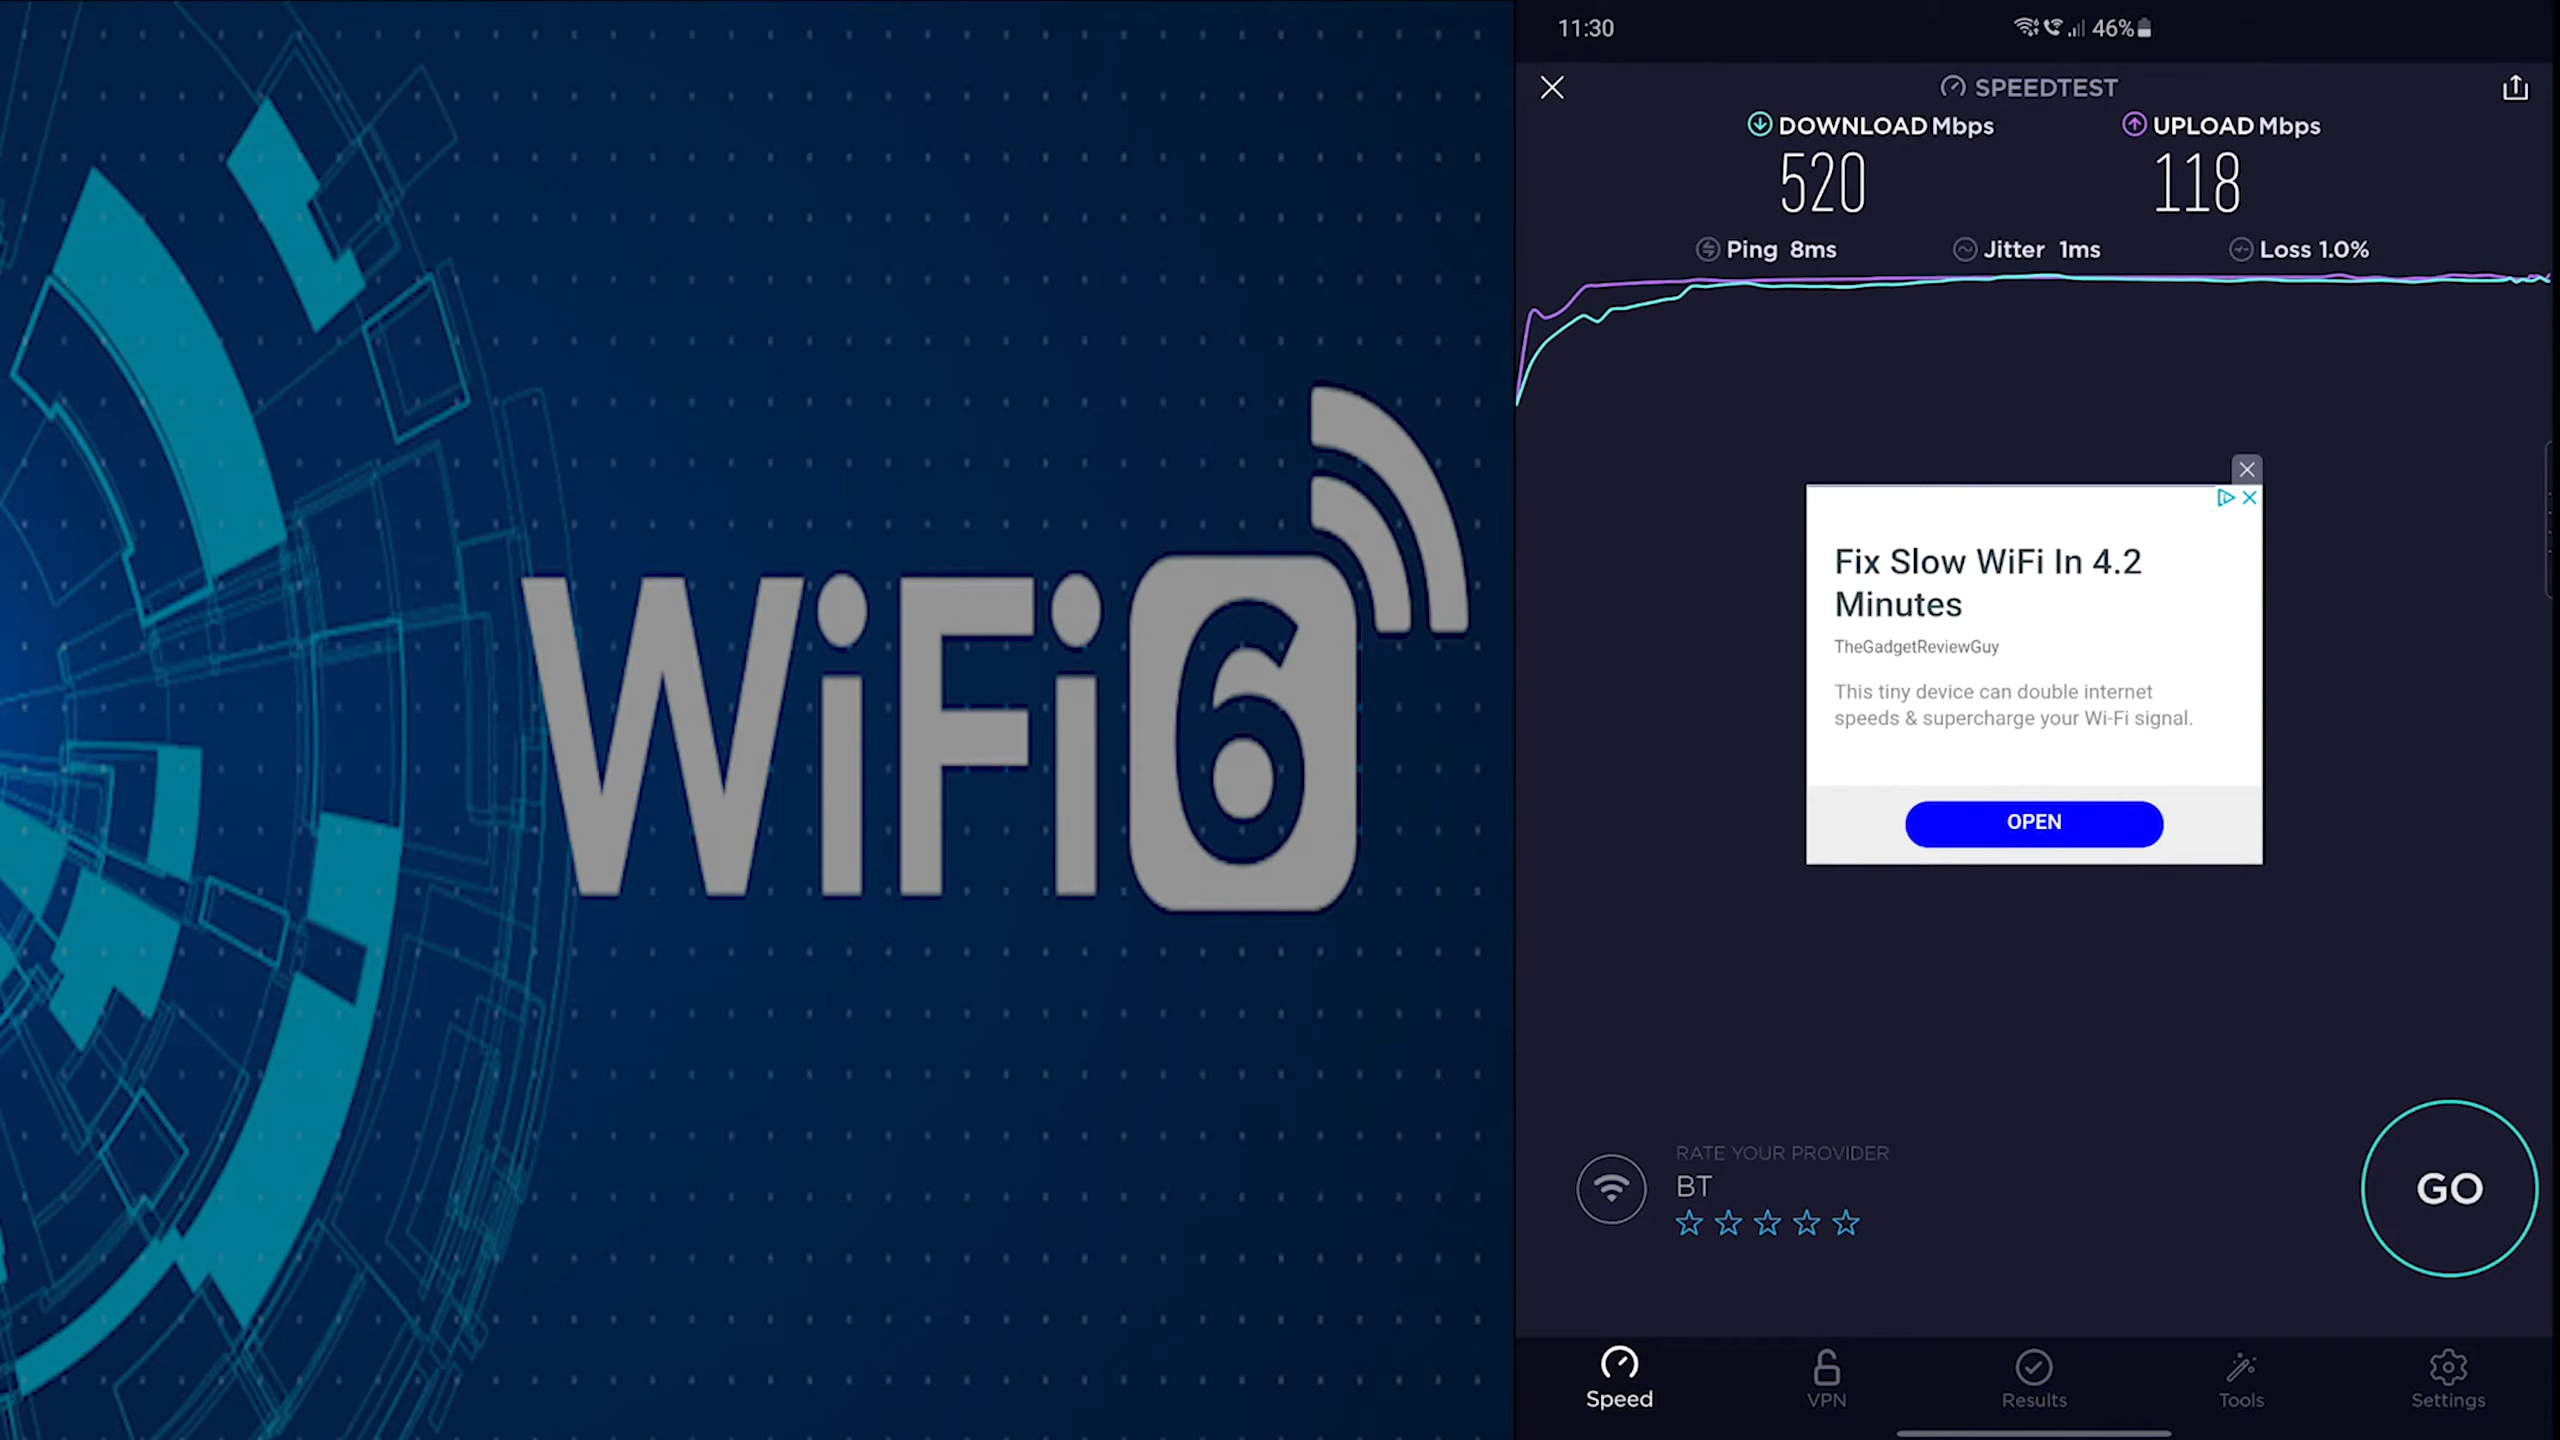 WiFi 6
11:30
46%
SPEEDTEST
DOWNLOAD Mbps
UPLOAD Mbps
520
118
Ping 8ms
Jitter 1ms
Loss 1.0%
Fix Slow WiFi In 4.2
Minutes
TheGadgetReviewGuy
This tiny device can double internet
speeds & supercharge your Wi-Fi signal.
OPEN
RATE YOUR PROVIDER
BT
GO
Speed
VPN
Results
Tools
Settings